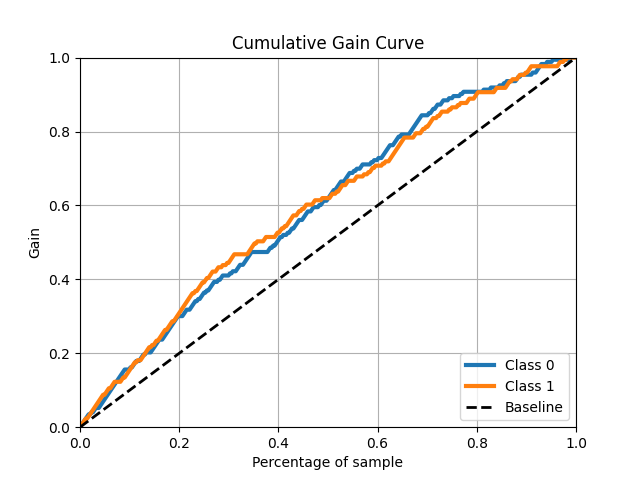 Cumulative Gain Curve
Gain
1.0
0.8
0.6
0.4
0.2
0.0
0.0 0.2 0.4 0.6 0.8 1.0
Percentage of sample
Class 0
Class 1
Baseline